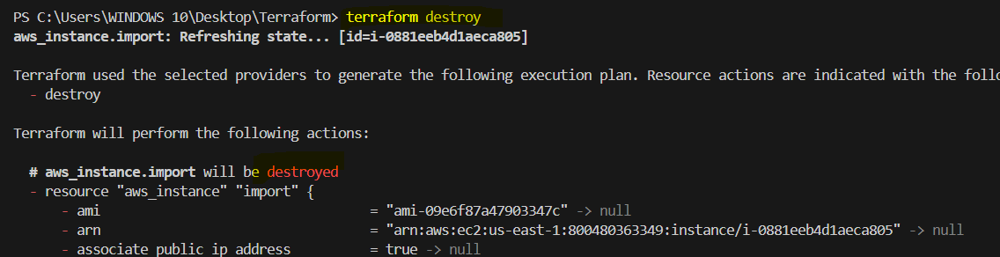 PS C:\Users\WINDOWS 10\Desktop\Terraform> terraform destroy
aws_instance.import: Refreshing state... [id=i-0881eeb4d1aeca805]
Terraform used the selected providers to generate the following execution plan. Resource actions are indicated with the
- destroy
Terraform will perform the following actions:
# aws_instance.import will be destroyed
- resource "aws_instance" "import" {
- ami = "ami-09e6f87a47903347c" -> null
- arn = "arn:aws:ec2:us-east-1:800480363349:instance/i-0881eeb4d1aeca805" -> null
- associate_public_ip_address = true -> null